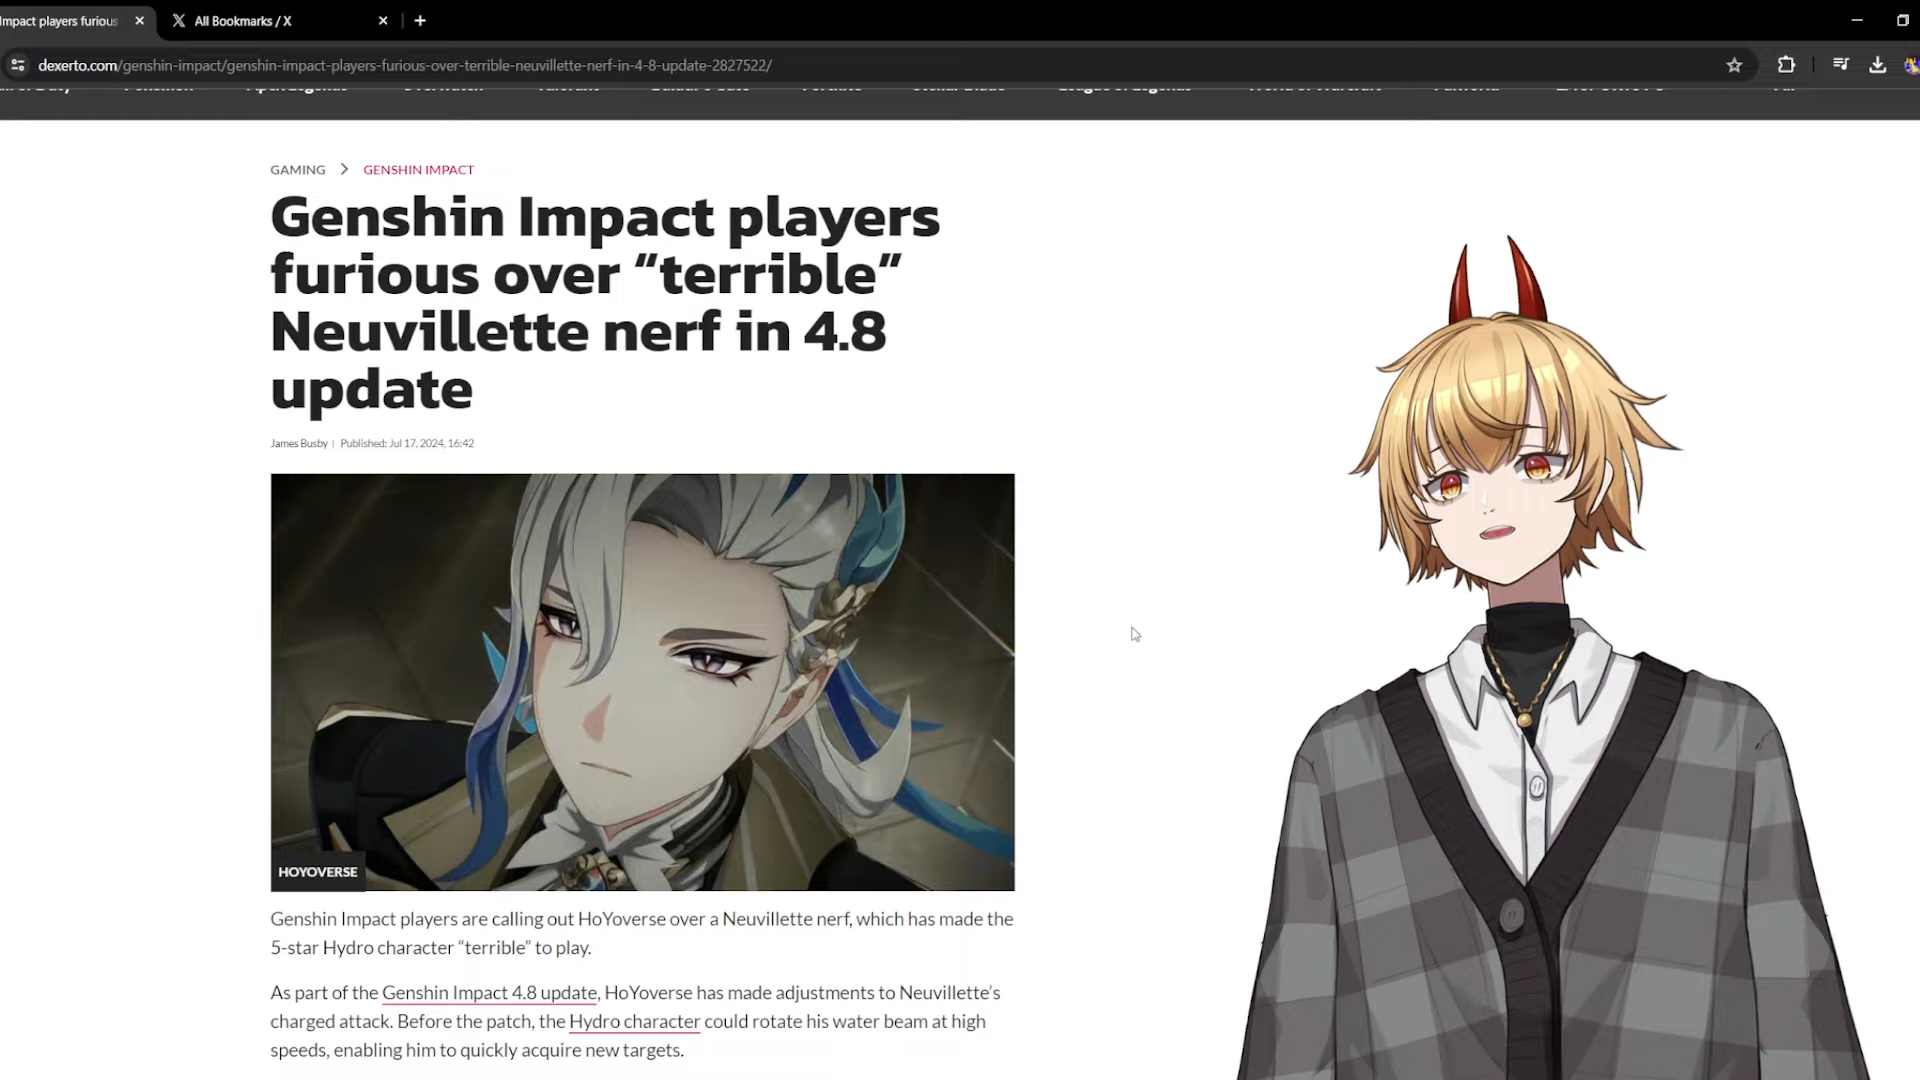 Impact players furious
All Bookmarks / X
dexerto.com/genshin-impact/genshin-impact-players-furious-over-terrible-neuvillette-nerf-in-4-8-update-2827522/
GAMING > GENSHIN IMPACT
Genshin Impact players
furious over “terrible”
Neuvillette nerf in 4.8
update
James Busby | Published: Jul 17, 2024, 16:42
HOYOVERSE
Genshin Impact players are calling out HoYoverse over a Neuvillette nerf, which has made the
5-star Hydro character “terrible” to play.
As part of the Genshin Impact 4.8 update, HoYoverse has made adjustments to Neuvillette’s
charged attack. Before the patch, the Hydro character could rotate his water beam at high
speeds, enabling him to quickly acquire new targets.